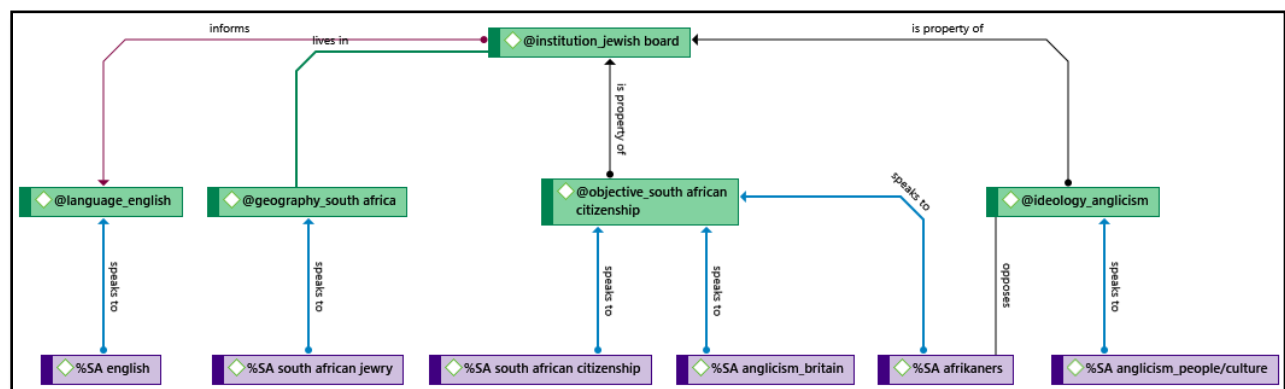 informs
lives in
is property of
@institution_jewish board
is property of
speaks to
@language_english
@geography_south africa
@objective_south african
citizenship
@ideology_anglicism
speaks to
speaks to
speaks to
speaks to
opposes
speaks to
%SA english
%SA south african jewry
%SA south african citizenship
%SA anglicism_britain
%SA afrikaners
%SA anglicism_people/culture